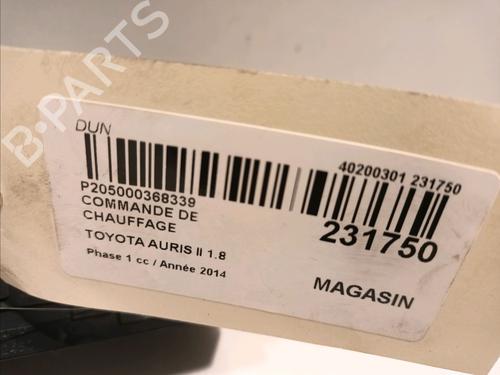 B-PARTS
DUN
40200301 231750
P205000368339
COMMANDE DE
CHAUFFAGE
231750
TOYOTA AURIS II 1.8
Phase 1 cc / Année 2014
MAGASIN